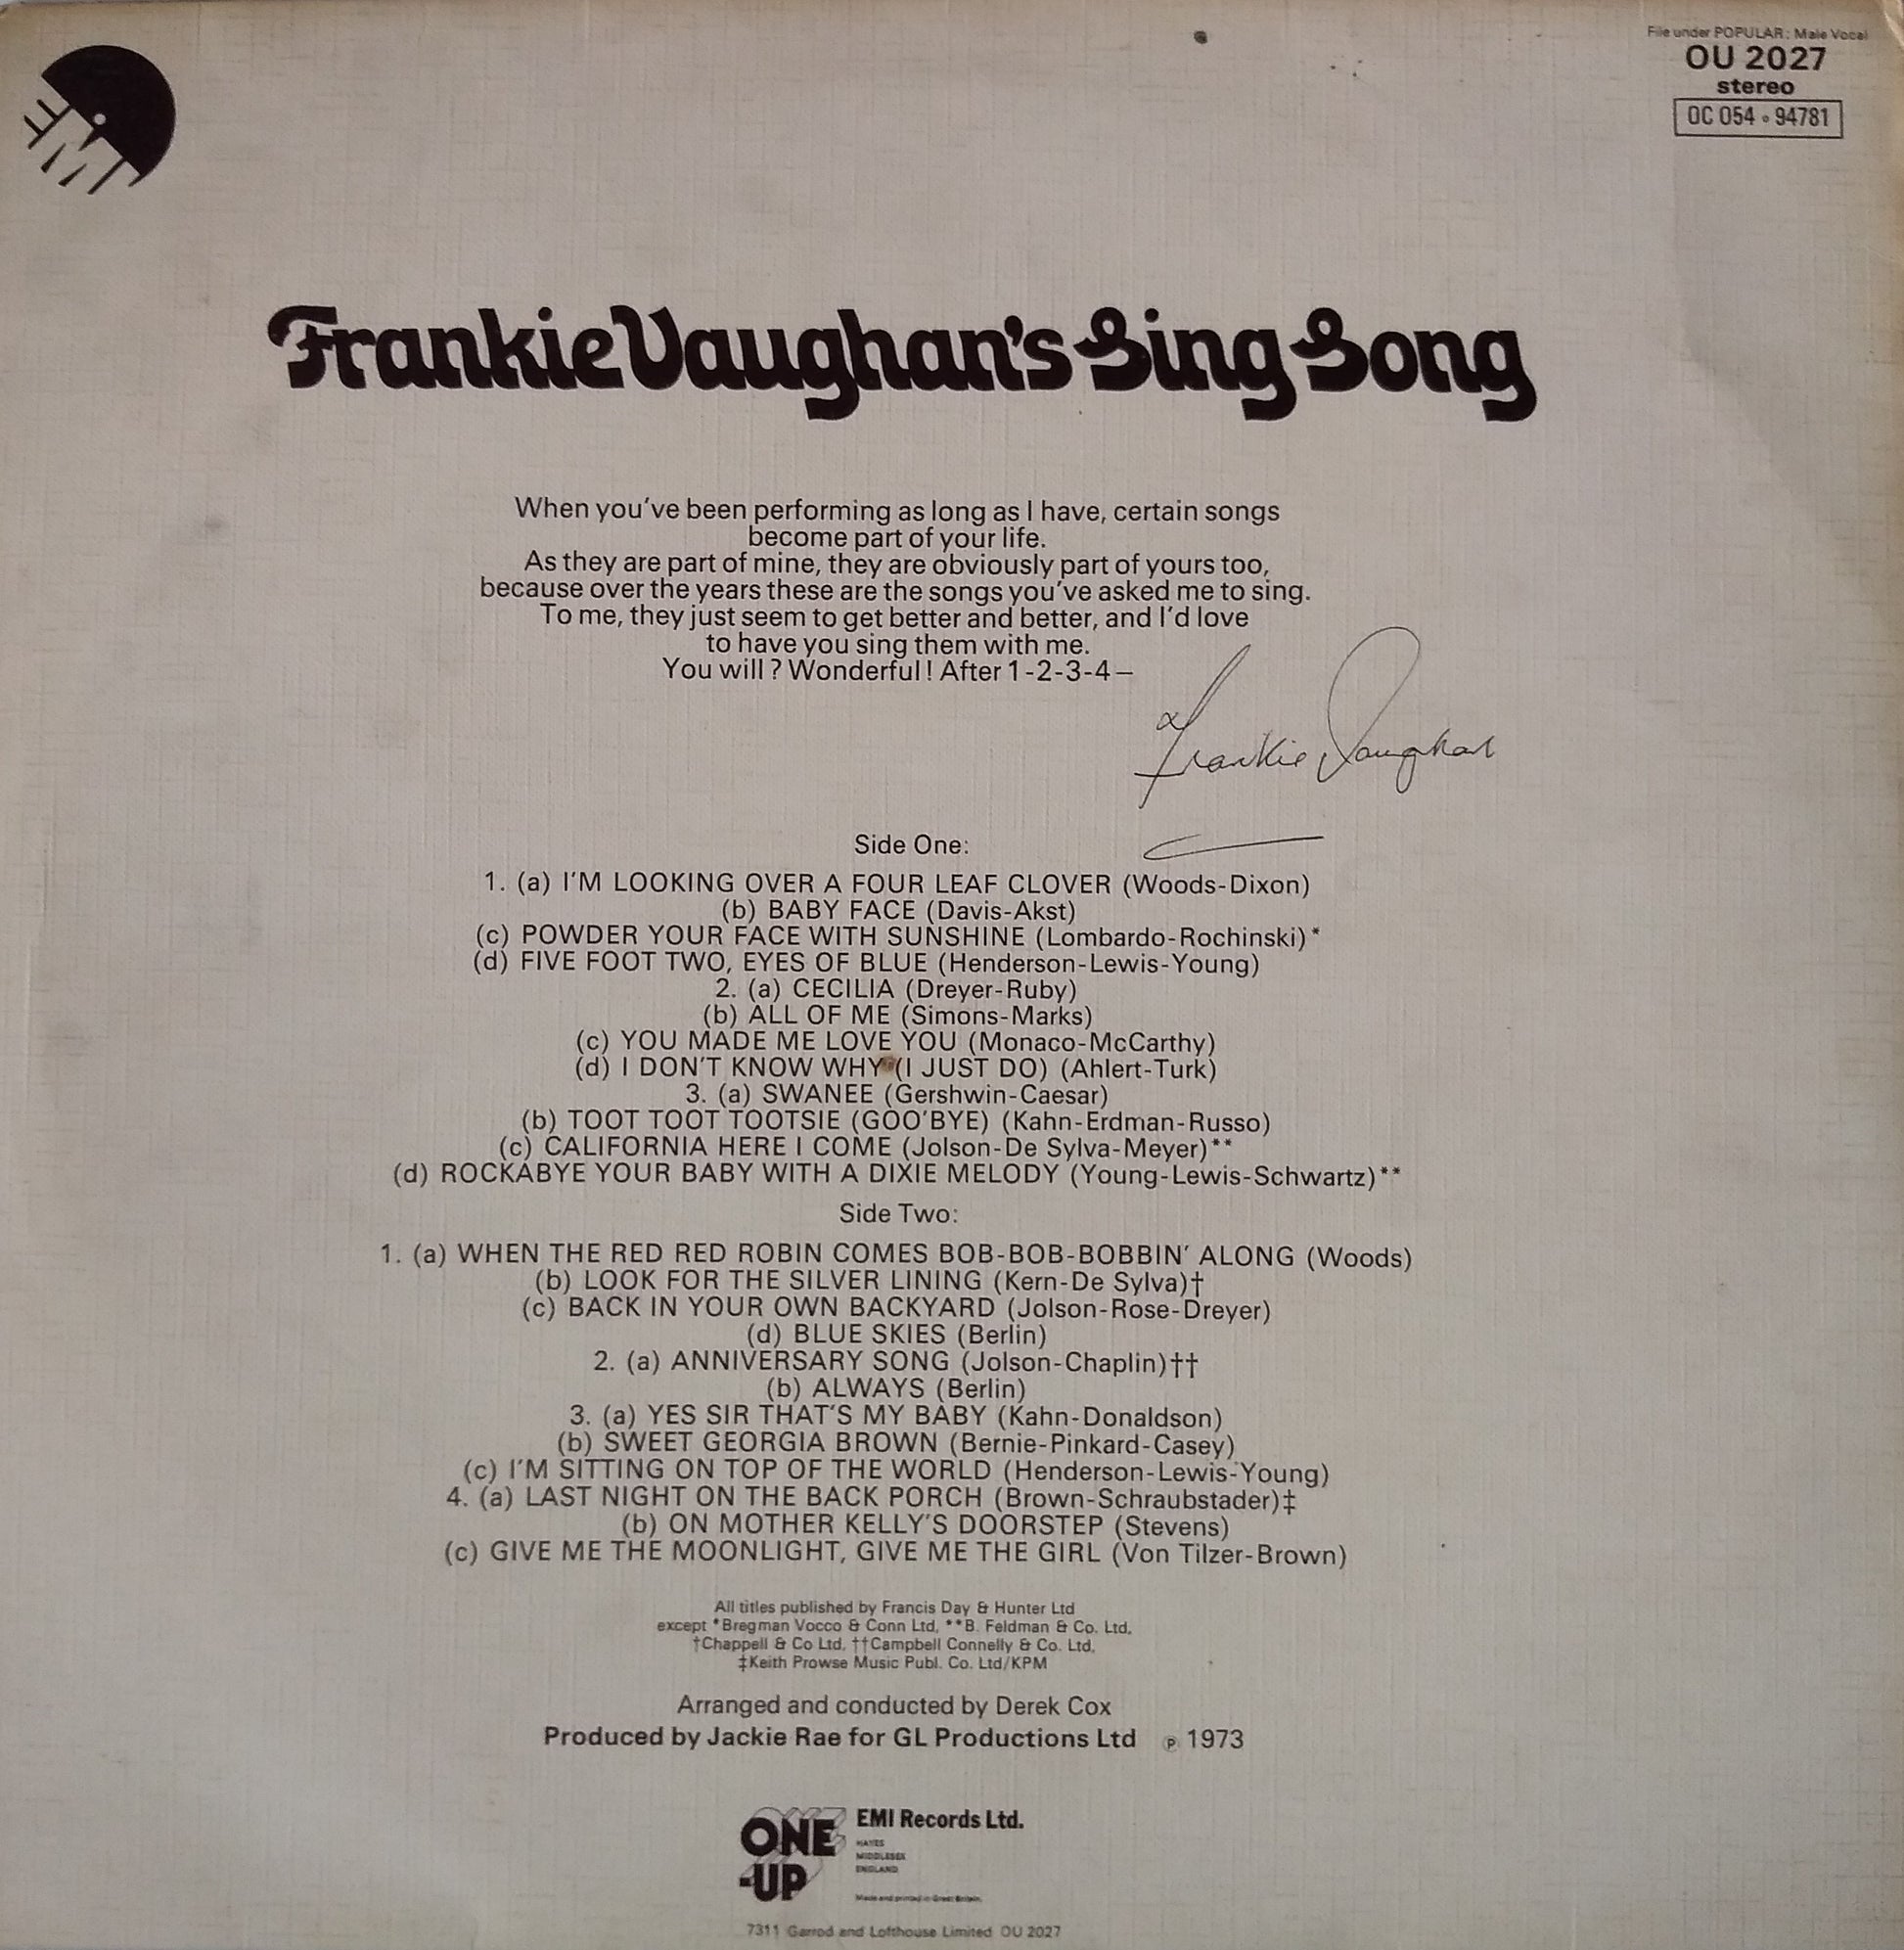 EMI
File under POPULAR: Male Vocal
OU 2027
stereo
OC 054 • 94781
Frankie Vaughan's Sing Song
When you've been performing as long as I have, certain songs
become part of your life.
As they are part of mine, they are obviously part of yours too,
because over the years these are the songs you've asked me to sing.
To me, they just seem to get better and better, and I'd love
to have you sing them with me.
You will? Wonderful! After 1-2-3-4—
Frankie Vaughan
Side One:
1. (a) I'M LOOKING OVER A FOUR LEAF CLOVER (Woods-Dixon)
(b) BABY FACE (Davis-Akst)
(c) POWDER YOUR FACE WITH SUNSHINE (Lombardo-Rochinski)*
(d) FIVE FOOT TWO, EYES OF BLUE (Henderson-Lewis-Young)
2. (a) CECILIA (Dreyer-Ruby)
(b) ALL OF ME (Simons-Marks)
(c) YOU MADE ME LOVE YOU (Monaco-McCarthy)
(d) I DON'T KNOW WHY (I JUST DO) (Ahlert-Turk)
3. (a) SWANEE (Gershwin-Caesar)
(b) TOOT TOOT TOOTSIE (GOO'BYE) (Kahn-Erdman-Russo)
(c) CALIFORNIA HERE I COME (Jolson-De Sylva-Meyer)**
(d) ROCKABYE YOUR BABY WITH A DIXIE MELODY (Young-Lewis-Schwartz)**
Side Two:
1. (a) WHEN THE RED RED ROBIN COMES BOB-BOB-BOBBIN' ALONG (Woods)
(b) LOOK FOR THE SILVER LINING (Kern-De Sylva)†
(c) BACK IN YOUR OWN BACKYARD (Jolson-Rose-Dreyer)
(d) BLUE SKIES (Berlin)
2. (a) ANNIVERSARY SONG (Jolson-Chaplin)††
(b) ALWAYS (Berlin)
3. (a) YES SIR THAT'S MY BABY (Kahn-Donaldson)
(b) SWEET GEORGIA BROWN (Bernie-Pinkard-Casey)
(c) I'M SITTING ON TOP OF THE WORLD (Henderson-Lewis-Young)
4. (a) LAST NIGHT ON THE BACK PORCH (Brown-Schraubstader)‡
(b) ON MOTHER KELLY'S DOORSTEP (Stevens)
(c) GIVE ME THE MOONLIGHT, GIVE ME THE GIRL (Von Tilzer-Brown)
All titles published by Francis Day & Hunter Ltd
except *Bregman Vocco & Conn Ltd, **B. Feldman & Co. Ltd,
†Chappell & Co Ltd, ††Campbell Connelly & Co. Ltd,
‡Keith Prowse Music Publ. Co. Ltd/KPM
Arranged and conducted by Derek Cox
Produced by Jackie Rae for GL Productions Ltd ℗ 1973
ONE
-UP
EMI Records Ltd.
HAYES
MIDDLESEX
ENGLAND
Made and printed in Great Britain.
7311 Garrod and Lofthouse Limited OU 2027